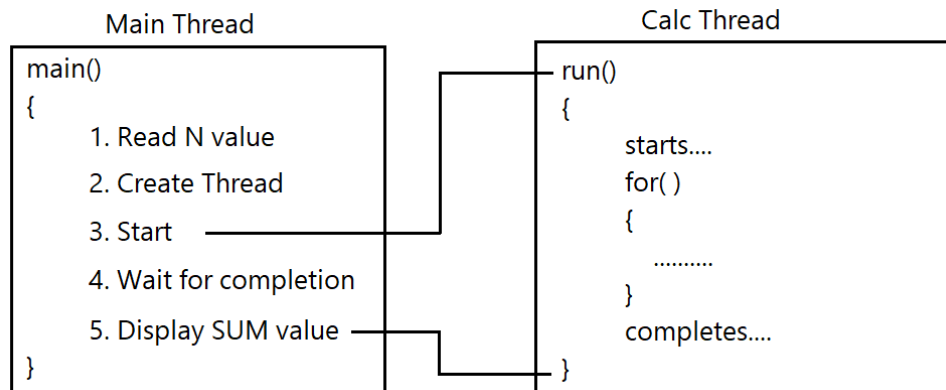 Main Thread
main()
{
1. Read N value
2. Create Thread
3. Start
4. Wait for completion
5. Display SUM value
}
Calc Thread
run()
{
starts....
for( )
{
..........
}
completes....
}